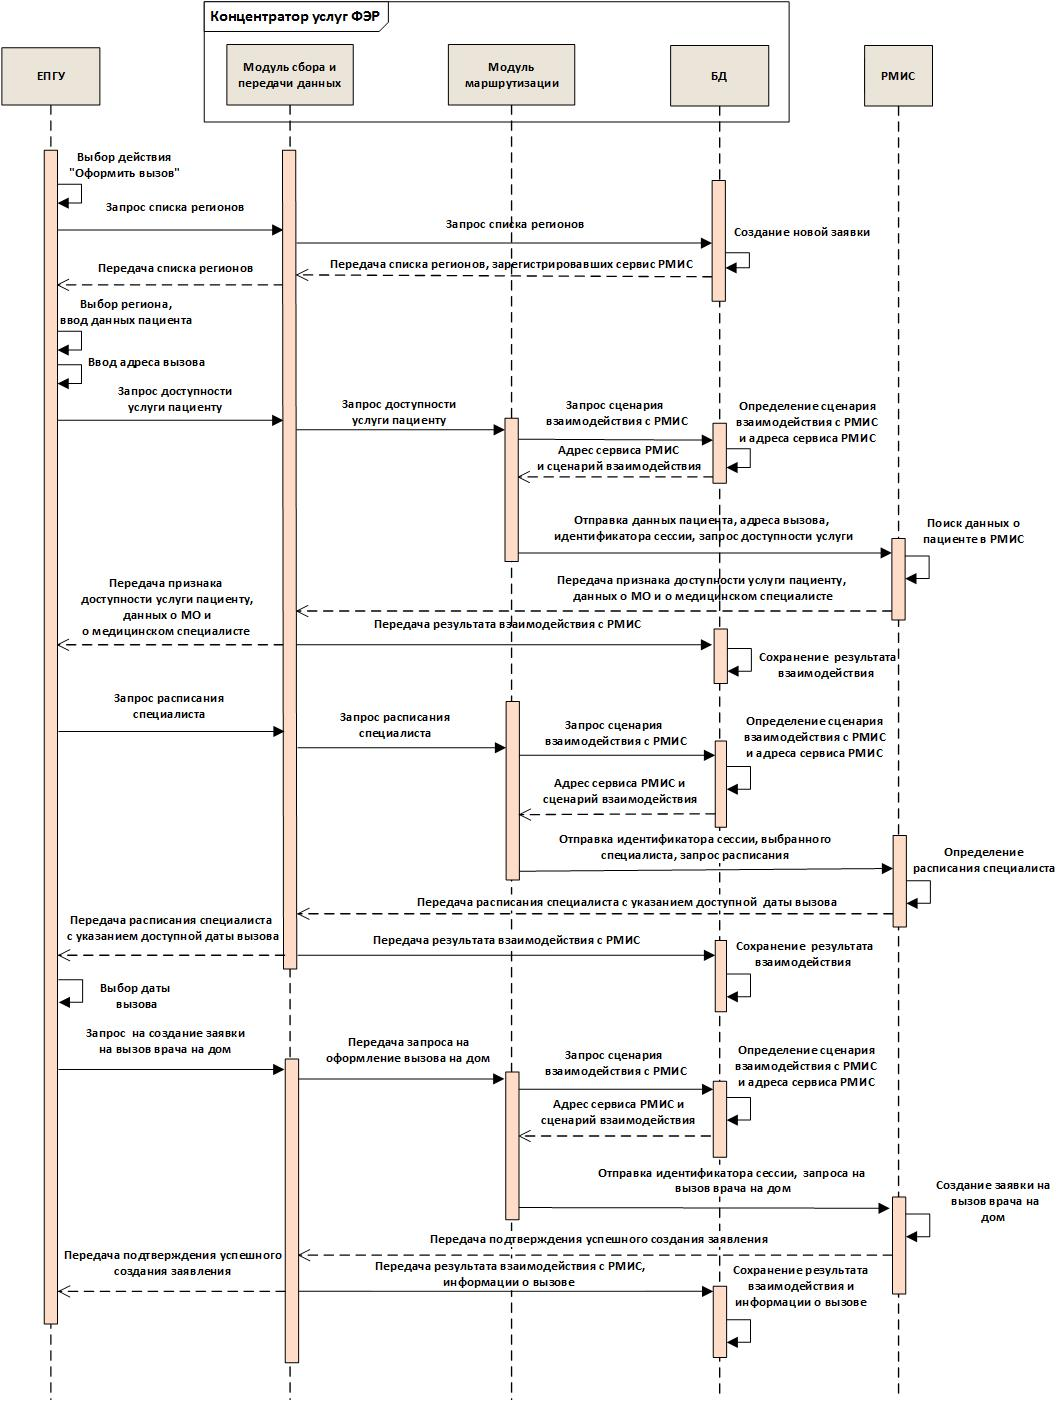 Концентратор услуг ФЭР
ЕПГУ
Модуль сбора и
передачи данных
Модуль
маршрутизации
БД
РМИС
Выбор действия
"Оформить вызов"
Запрос списка регионов
Запрос списка регионов
Создание новой заявки
Передача списка регионов, зарегистрировавших сервис РМИС
Передача списка регионов
Выбор региона,
ввод данных пациента
Ввод адреса вызова
Запрос доступности
услуги пациенту
Запрос доступности
услуги пациенту
Запрос сценария
взаимодействия с РМИС
Определение сценария
взаимодействия с РМИС
и адреса сервиса РМИС
Адрес сервиса РМИС
и сценарий взаимодействия
Отправка данных пациента, адреса вызова,
идентификатора сессии, запрос доступности услуги
Поиск данных о
пациенте в РМИС
Передача признака доступности услуги пациенту,
данных о МО и о медицинском специалисте
Передача признака
доступности услуги пациенту,
данных о МО и
о медицинском специалисте
Передача результата взаимодействия с РМИС
Сохранение результата
взаимодействия
Запрос расписания
специалиста
Запрос расписания
специалиста
Запрос сценария
взаимодействия с РМИС
Определение сценария
взаимодействия с РМИС
и адреса сервиса РМИС
Адрес сервиса РМИС и
сценарий взаимодействия
Отправка идентификатора сессии, выбранного
специалиста, запрос расписания
Определение
расписания специалиста
Передача расписания специалиста с указанием доступной даты вызова
Передача расписания специалиста
с указанием доступной даты вызова
Передача результата взаимодействия с РМИС
Сохранение результата
взаимодействия
Выбор даты
вызова
Запрос на создание заявки
на вызов врача на дом
Передача запроса на
оформление вызова на дом
Запрос сценария
взаимодействия с РМИС
Определение сценария
взаимодействия с РМИС
и адреса сервиса РМИС
Адрес сервиса РМИС и
сценарий взаимодействия
Отправка идентификатора сессии, запроса на
вызов врача на дом
Создание заявки на
вызов врача на
дом
Передача подтверждения успешного создания заявления
Передача подтверждения успешного
создания заявления
Передача результата взаимодействия с РМИС,
информации о вызове
Сохранение результата
взаимодействия и
информации о вызове